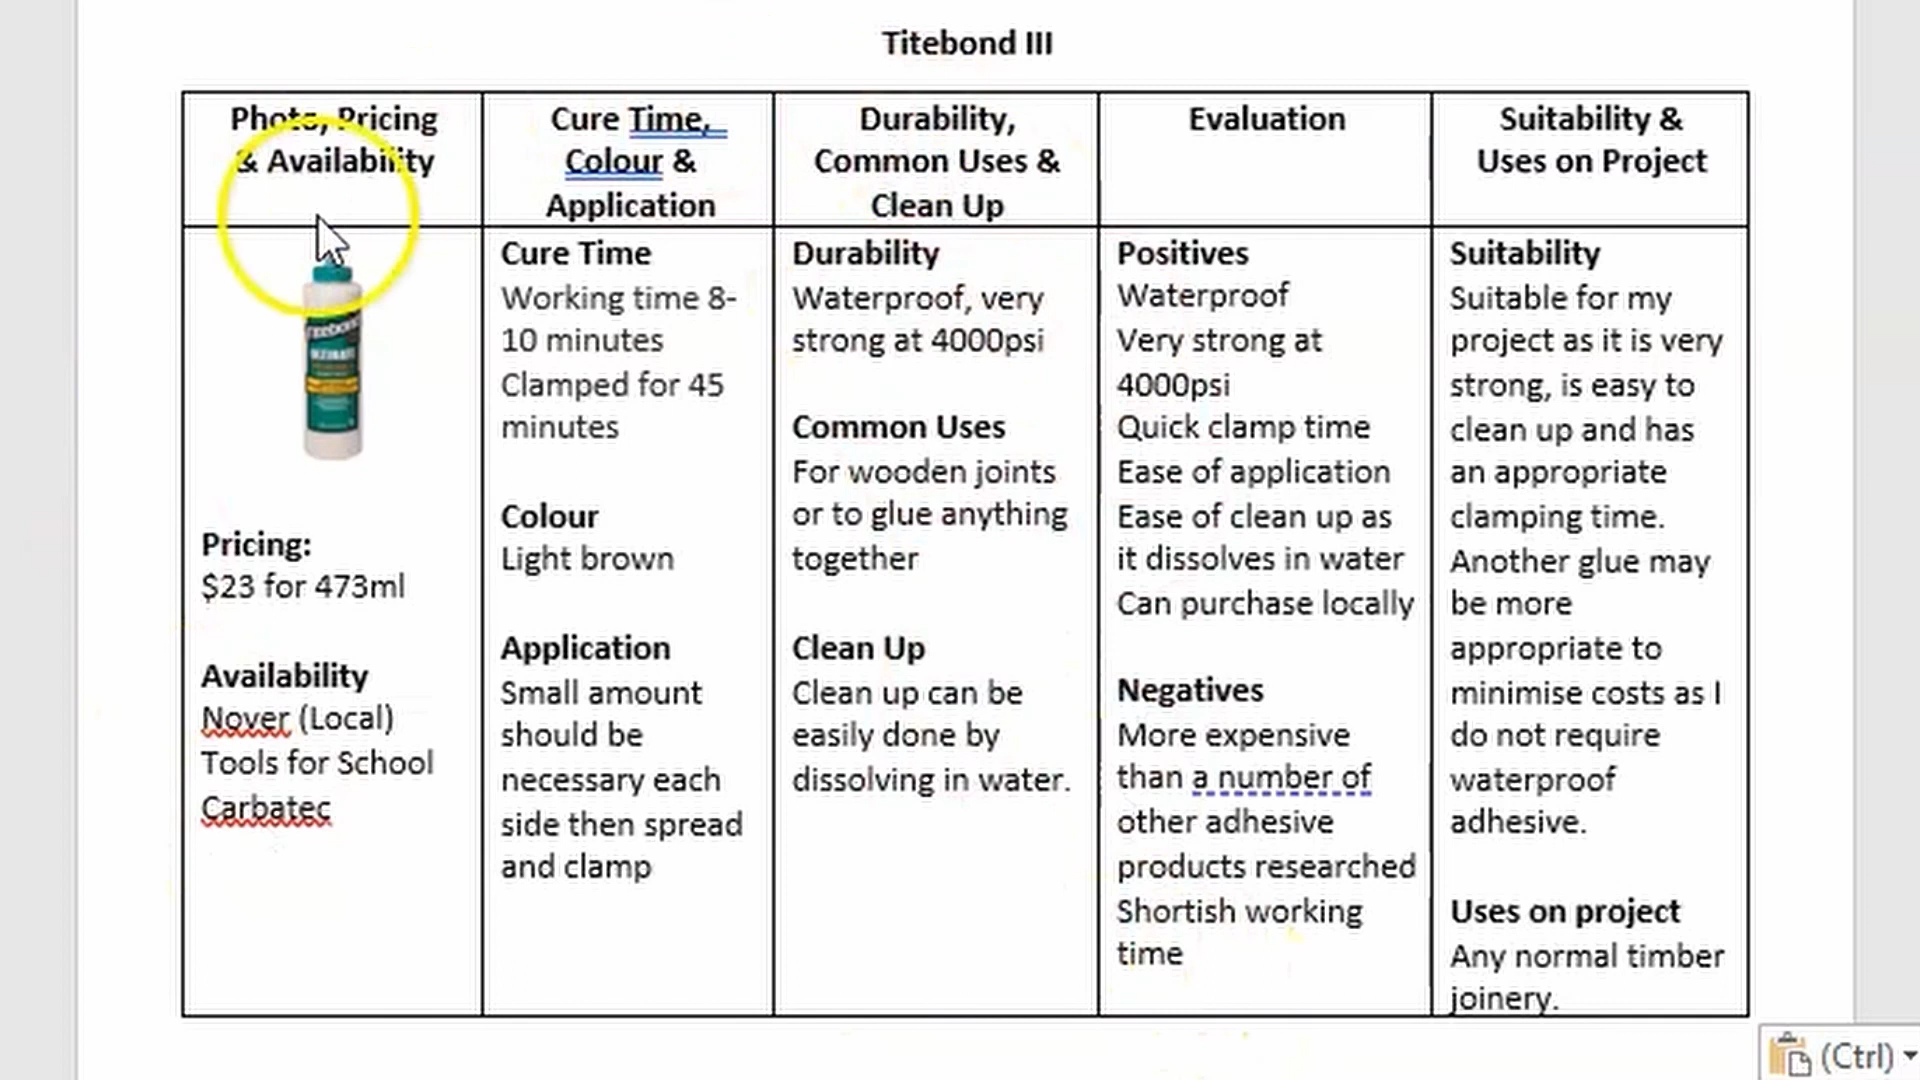 Titebond III
Photo, Pricing
& Availability
Cure Time,
Colour &
Application
Durability,
Common Uses &
Clean Up
Evaluation
Suitability &
Uses on Project
Pricing:
$23 for 473ml
Availability
Nover (Local)
Tools for School
Carbatec
Cure Time
Working time 8-
10 minutes
Clamped for 45
minutes
Colour
Light brown
Application
Small amount
should be
necessary each
side then spread
and clamp
Durability
Waterproof, very
strong at 4000psi
Common Uses
For wooden joints
or to glue anything
together
Clean Up
Clean up can be
easily done by
dissolving in water.
Positives
Waterproof
Very strong at
4000psi
Quick clamp time
Ease of application
Ease of clean up as
it dissolves in water
Can purchase locally
Negatives
More expensive
than a number of
other adhesive
products researched
Shortish working
time
Suitability
Suitable for my
project as it is very
strong, is easy to
clean up and has
an appropriate
clamping time.
Another glue may
be more
appropriate to
minimise costs as I
do not require
waterproof
adhesive.
Uses on project
Any normal timber
joinery.
(Ctrl)